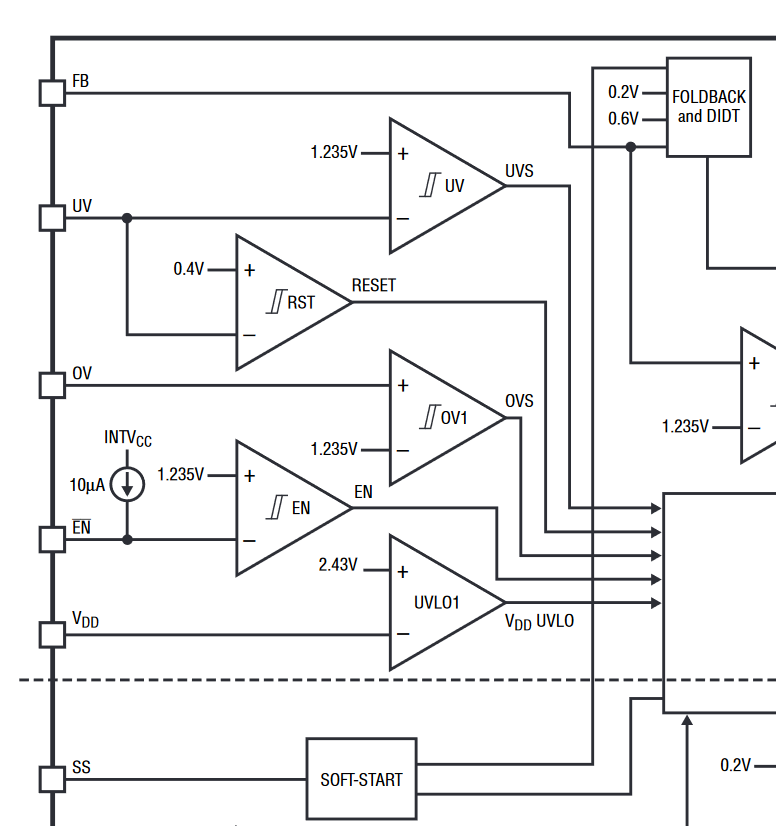 FB
0.2V
0.6V
FOLDBACK
and DIDT
1.235V
+
UV
UVS
−
UV
0.4V
+
RST
RESET
−
OV
+
OV1
OVS
1.235V
−
+
1.235V
−
INTVCC
10µA
1.235V
+
EN
EN
−
EN
2.43V
+
UVLO1
VDD UVLO
−
VDD
SS
SOFT-START
0.2V